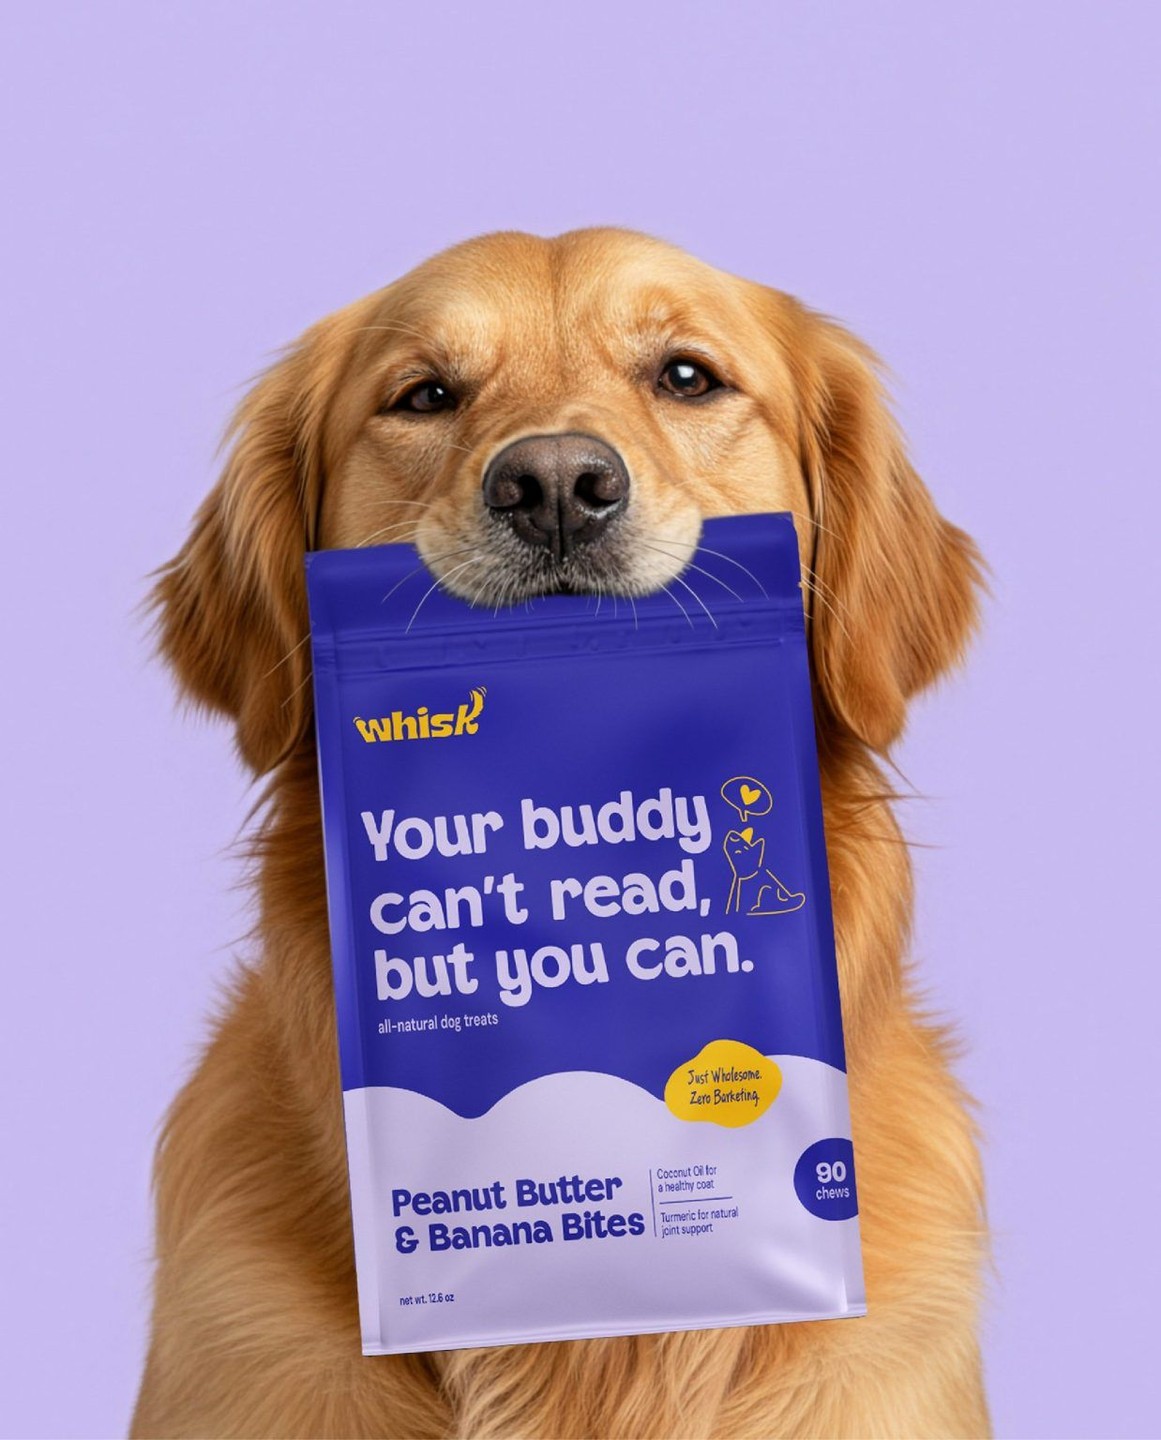 whisk
Your buddy
can't read,
but you can.
all-natural dog treats
Just Wholesome.
Zero Barketing.
Peanut Butter
& Banana Bites
Coconut Oil for
a healthy coat
Turmeric for natural
joint support
90
chews
net wt. 12.6 oz